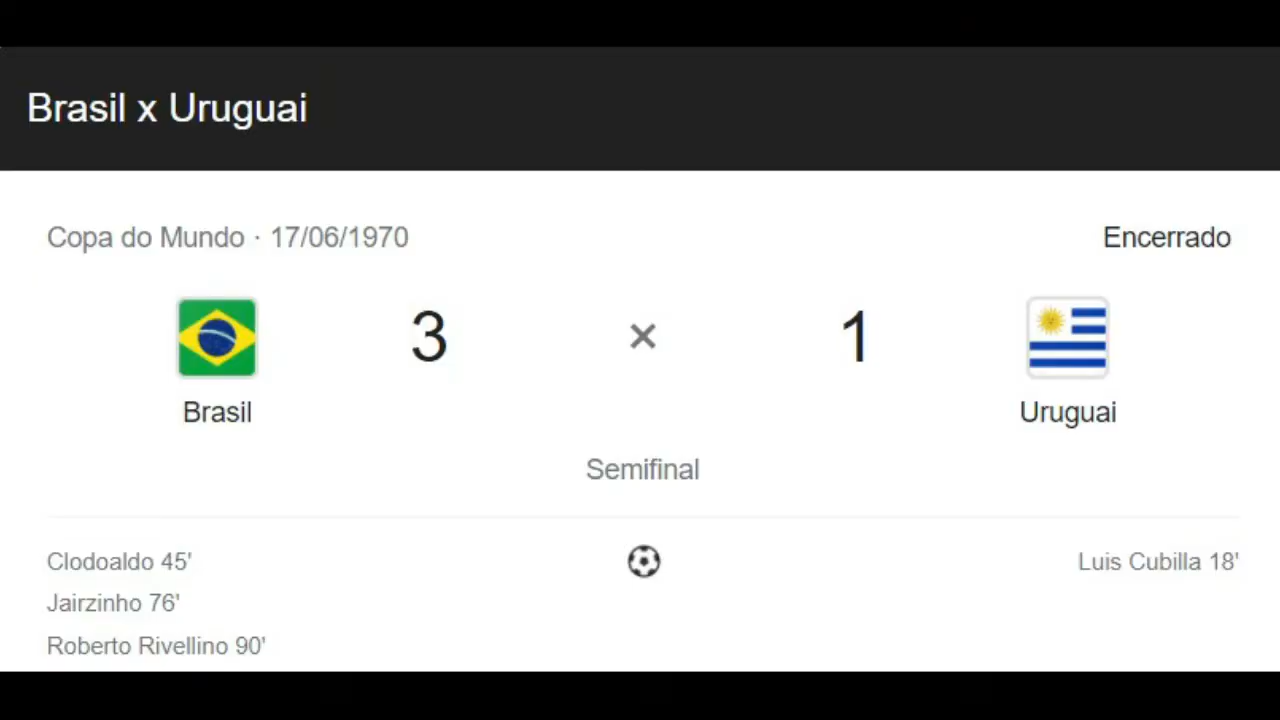 Brasil x Uruguai
Copa do Mundo · 17/06/1970 Encerrado
3 × 1
Brasil Uruguai
Semifinal
Clodoaldo 45' Luis Cubilla 18'
Jairzinho 76'
Roberto Rivellino 90'